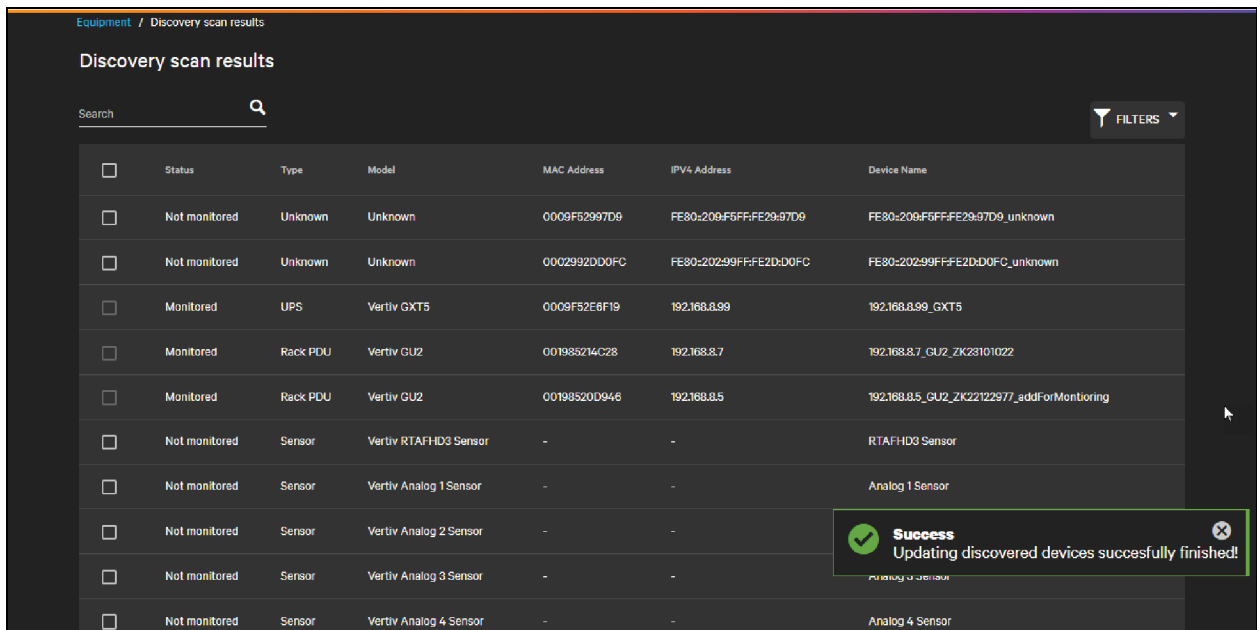 Equipment / Discovery scan results
Discovery scan results
Search
FILTERS
Status Type Model MAC Address IPV4 Address Device Name
Not monitored Unknown Unknown 0009F52997D9 FE80::209:F5FF:FE29:97D9 FE80::209:F5FF:FE29:97D9_unknown
Not monitored Unknown Unknown 0002992DD0FC FE80::202:99FF:FE2D:D0FC FE80::202:99FF:FE2D:D0FC_unknown
Monitored UPS Vertiv GXT5 0009F52E6F19 192.168.8.99 192.168.8.99_GXT5
Monitored Rack PDU Vertiv GU2 001985214C28 192.168.8.7 192.168.8.7_GU2_ZK23101022
Monitored Rack PDU Vertiv GU2 00198520D946 192.168.8.5 192.168.8.5_GU2_ZK22122977_addForMontioring
Not monitored Sensor Vertiv RTAFHD3 Sensor - - RTAFHD3 Sensor
Not monitored Sensor Vertiv Analog 1 Sensor - - Analog 1 Sensor
Not monitored Sensor Vertiv Analog 2 Sensor - -
Success
Updating discovered devices succesfully finished!
Not monitored Sensor Vertiv Analog 3 Sensor - - Analog 3 Sensor
Not monitored Sensor Vertiv Analog 4 Sensor - - Analog 4 Sensor